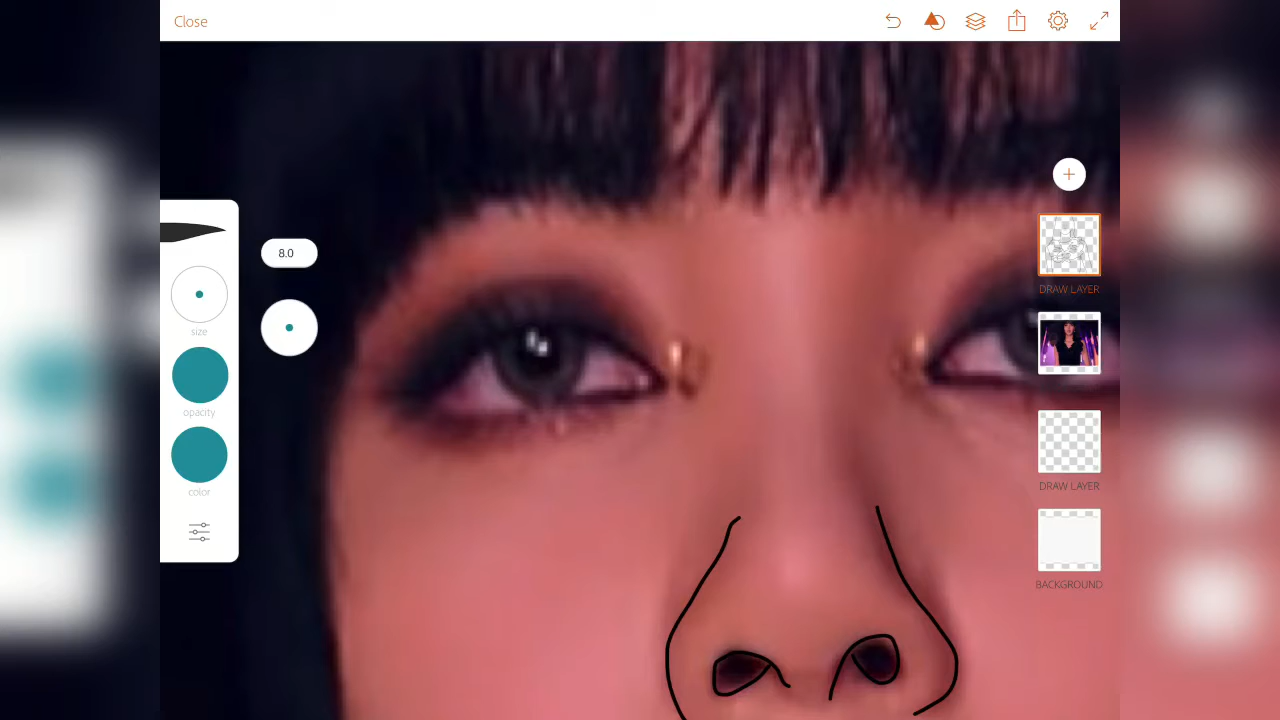 Close
8.0
size
opacity
color
DRAW LAYER
DRAW LAYER
BACKGROUND